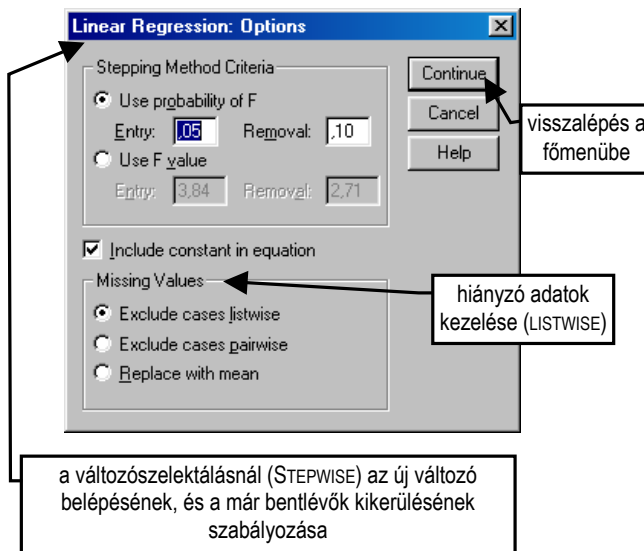 Linear Regression: Options
Stepping Method Criteria
Use probability of F
Entry: ,05 Removal: ,10
Use F value
Entry: 3,84 Removal: 2,71
Include constant in equation
Missing Values
Exclude cases listwise
Exclude cases pairwise
Replace with mean
Continue
Cancel
Help
visszalépés a
főmenübe
hiányzó adatok
kezelése (LISTWISE)
a változószelektálásnál (STEPWISE) az új változó
belépésének, és a már bentlévők kikerülésének
szabályozása